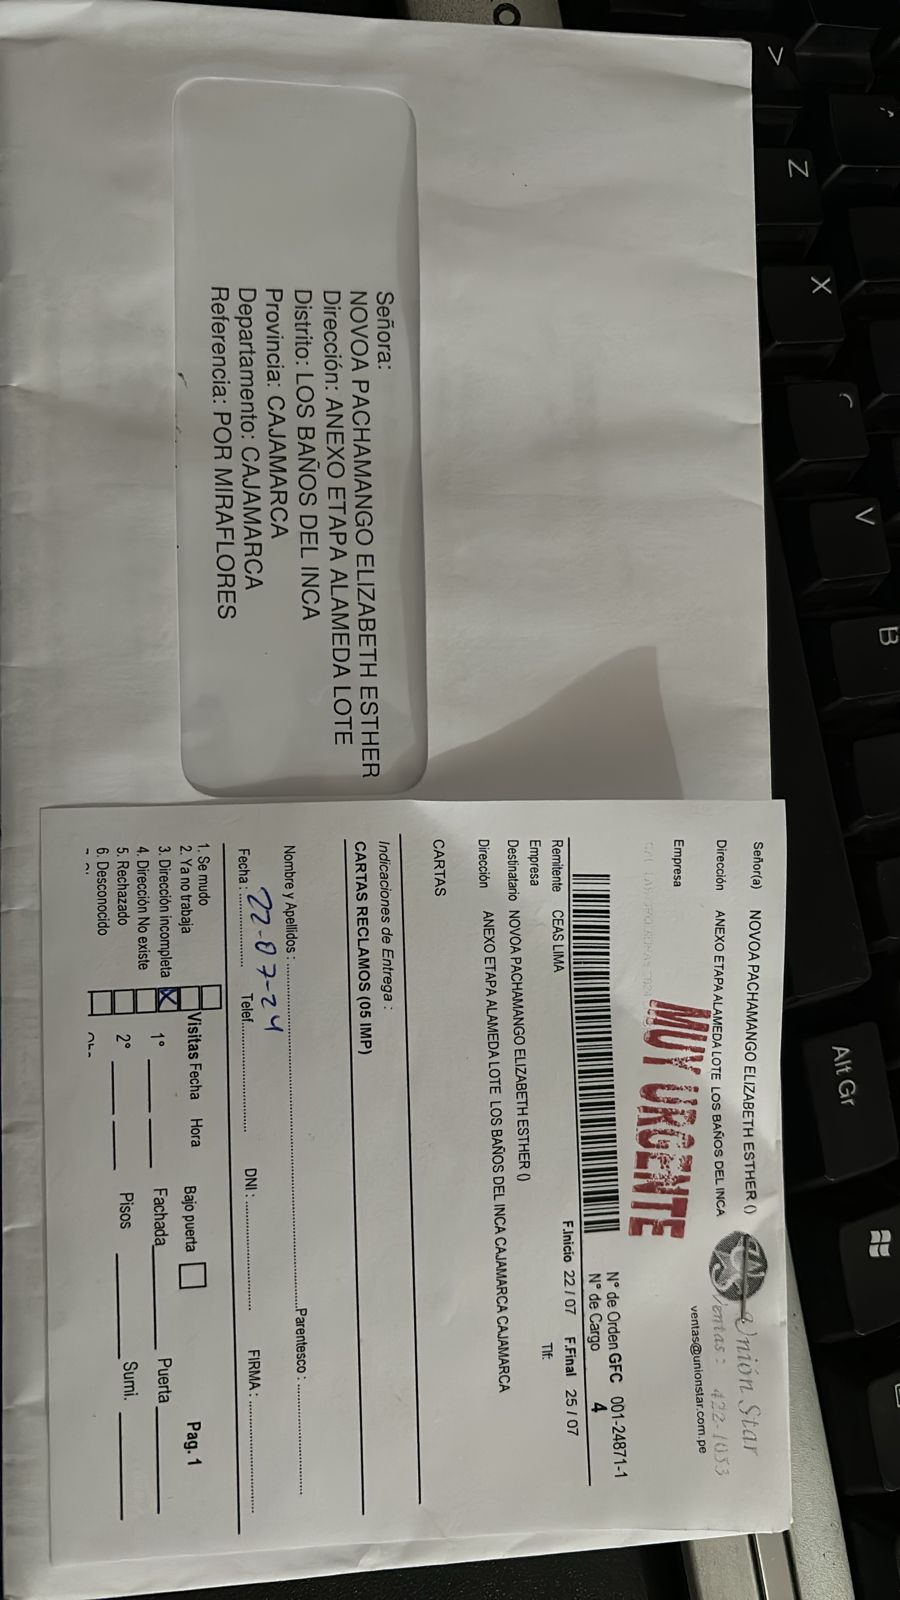 Señora:
NOVOA PACHAMANGO ELIZABETH ESTHER
Dirección: ANEXO ETAPA ALAMEDA LOTE
Distrito: LOS BAÑOS DEL INCA
Provincia: CAJAMARCA
Departamento: CAJAMARCA
Referencia: POR MIRAFLORES
Señor(a) NOVOA PACHAMANGO ELIZABETH ESTHER ()
Dirección ANEXO ETAPA ALAMEDA LOTE LOS BAÑOS DEL INCA
Empresa
Unión Star
Ventas: 422-1033
ventas@unionstar.com.pe
MUY URGENTE
N° de Orden GFC 001-24871-1
N° de Cargo 4
Remitente CEAS LIMA
F.Inicio 22 / 07 F.Final 25 / 07
Empresa
Tlf:
Destinatario NOVOA PACHAMANGO ELIZABETH ESTHER ()
Dirección ANEXO ETAPA ALAMEDA LOTE LOS BAÑOS DEL INCA CAJAMARCA CAJAMARCA
CARTAS
Indicaciones de Entrega :
CARTAS RECLAMOS (05 IMP)
Nombre y Apellidos : Parentesco :
Fecha : 22-07-24 Telef. DNI : FIRMA :
1. Se mudo
2. Ya no trabaja
3. Dirección incompleta X
4. Dirección No existe
5. Rechazado
6. Desconocido
Visitas Fecha Hora Bajo puerta Pag. 1
1° Fachada Puerta
2° Pisos Sumi.
> Z X C V B Alt Gr